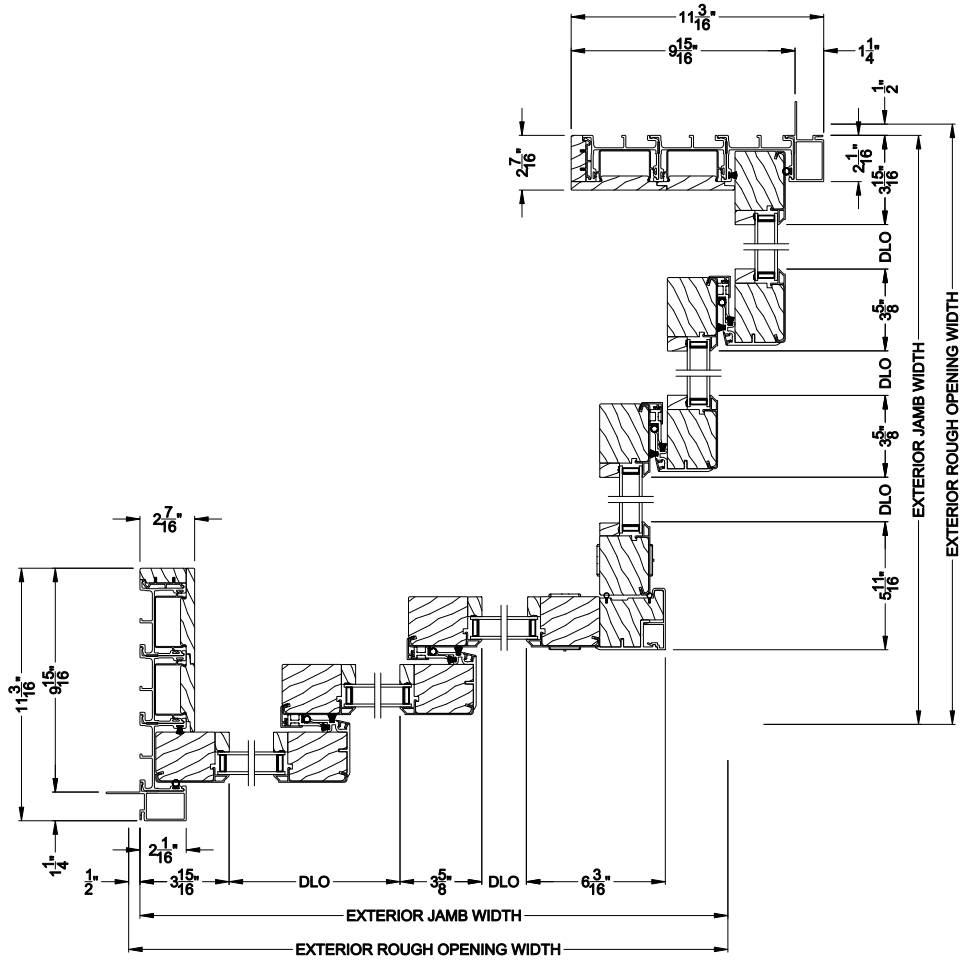 11 3/16"
9 15/16"
1 1/4"
1/2"
2 7/16"
2 1/16"
3 15/16"
DLO
3 5/8"
DLO
3 5/8"
DLO
5 11/16"
EXTERIOR JAMB WIDTH
EXTERIOR ROUGH OPENING WIDTH
2 7/16"
11 3/16"
9 15/16"
1 1/4"
2 1/16"
1/2"
3 15/16"
DLO
3 5/8"
DLO
6 3/16"
EXTERIOR JAMB WIDTH
EXTERIOR ROUGH OPENING WIDTH